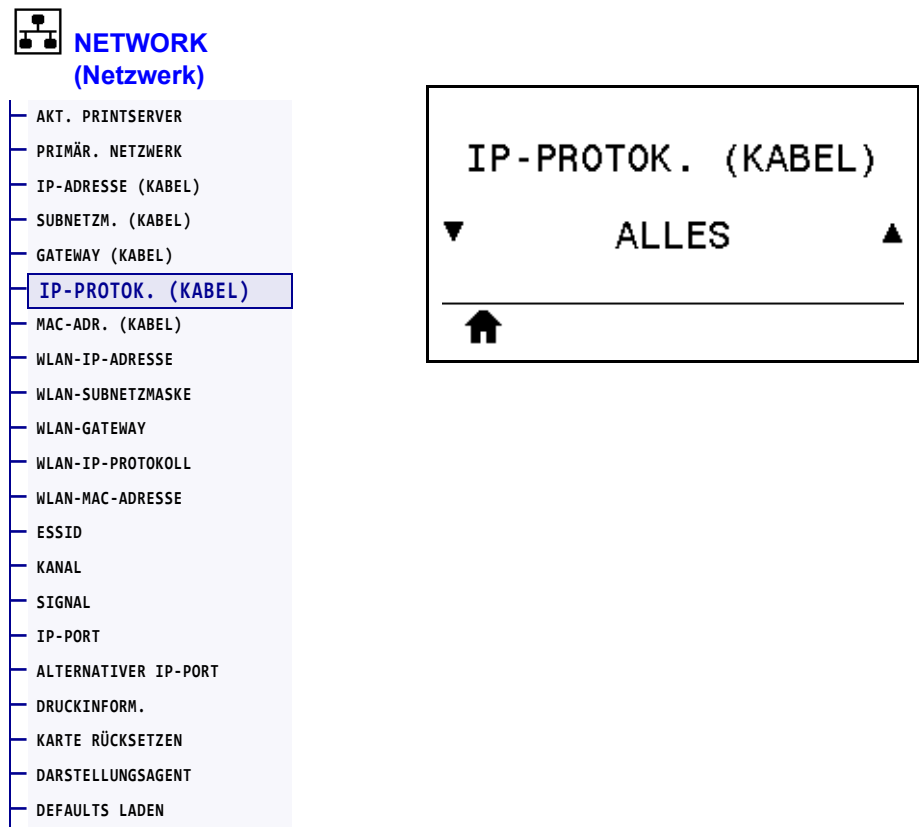 NETWORK
(Netzwerk)
AKT. PRINTSERVER
PRIMÄR. NETZWERK
IP-ADRESSE (KABEL)
SUBNETZM. (KABEL)
GATEWAY (KABEL)
IP-PROTOK. (KABEL)
MAC-ADR. (KABEL)
WLAN-IP-ADRESSE
WLAN-SUBNETZMASKE
WLAN-GATEWAY
WLAN-IP-PROTOKOLL
WLAN-MAC-ADRESSE
ESSID
KANAL
SIGNAL
IP-PORT
ALTERNATIVER IP-PORT
DRUCKINFORM.
KARTE RÜCKSETZEN
DARSTELLUNGSAGENT
DEFAULTS LADEN
IP-PROTOK. (KABEL)
ALLES